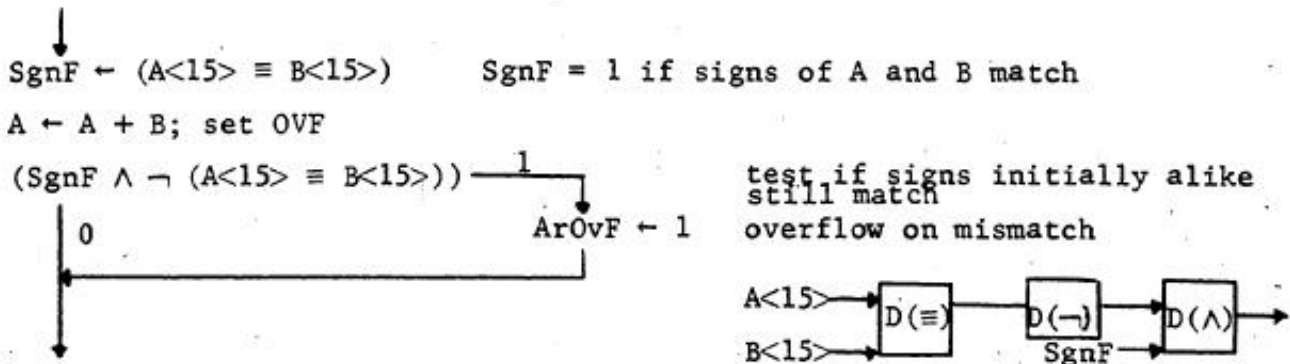 SgnF ← (A<15> ≡ B<15>) SgnF = 1 if signs of A and B match
A ← A + B; set OVF
(SgnF ∧ ¬ (A<15> ≡ B<15>)) 1 test if signs initially alike
still match
0 ArOvF ← 1 overflow on mismatch
A<15> D(≡) D(¬) D(∧)
B<15> SgnF